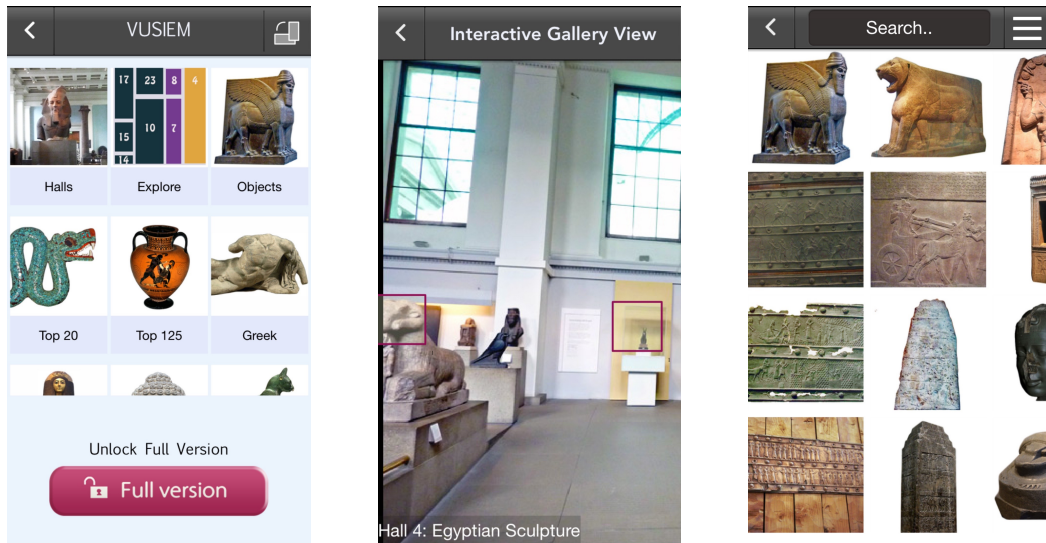 VUSIEM
17
23
8
4
15
10
7
14
Halls
Explore
Objects
Top 20
Top 125
Greek
Unlock Full Version
Full version
Interactive Gallery View
Hall 4: Egyptian Sculpture
Search..